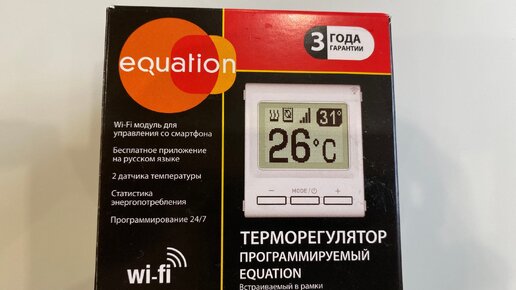 equation
3 ГОДА
ГАРАНТИИ
Wi-Fi модуль для
управления со смартфона
Бесплатное приложение
на русском языке
2 датчика температуры
Статистика
энергопотребления
Программирование 24/7
wi-fi
31°
26°C
− MODE/⏻ +
ТЕРМОРЕГУЛЯТОР
ПРОГРАММИРУЕМЫЙ
EQUATION
Встраиваемый в рамки